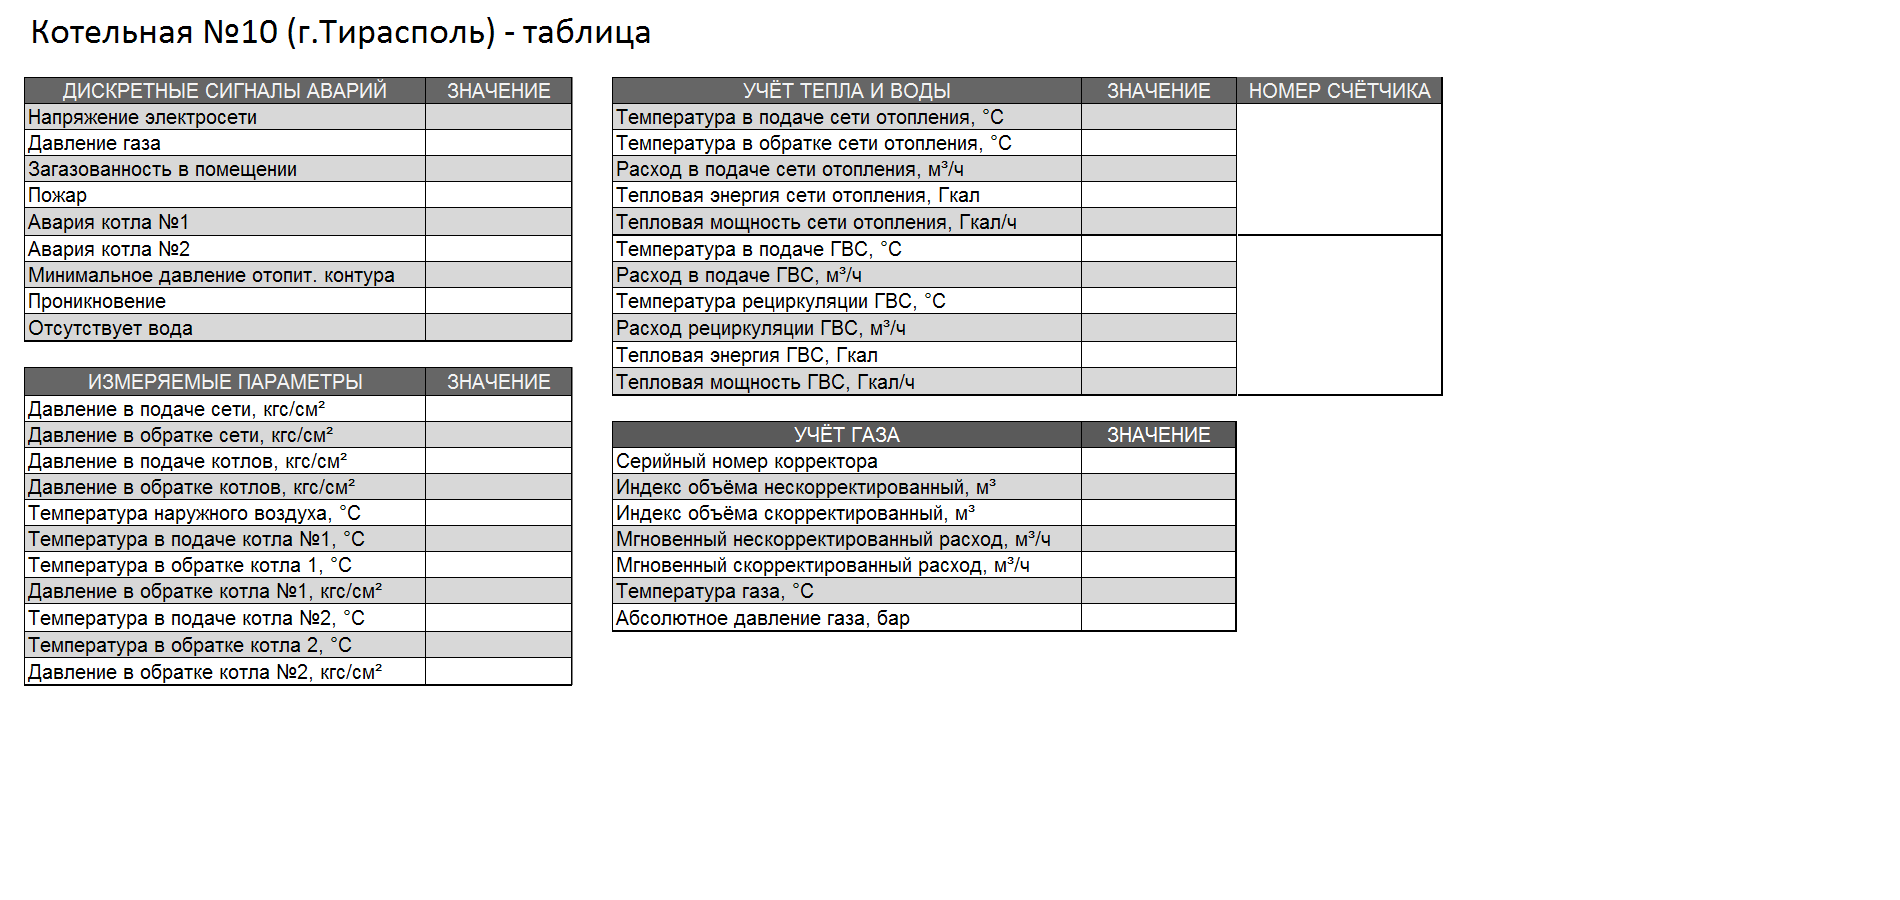 Котельная №10 (г.Тирасполь) - таблица
ДИСКРЕТНЫЕ СИГНАЛЫ АВАРИЙ ЗНАЧЕНИЕ
Напряжение электросети
Давление газа
Загазованность в помещении
Пожар
Авария котла №1
Авария котла №2
Минимальное давление отопит. контура
Проникновение
Отсутствует вода
ИЗМЕРЯЕМЫЕ ПАРАМЕТРЫ ЗНАЧЕНИЕ
Давление в подаче сети, кгс/см²
Давление в обратке сети, кгс/см²
Давление в подаче котлов, кгс/см²
Давление в обратке котлов, кгс/см²
Температура наружного воздуха, °С
Температура в подаче котла №1, °С
Температура в обратке котла 1, °С
Давление в обратке котла №1, кгс/см²
Температура в подаче котла №2, °С
Температура в обратке котла 2, °С
Давление в обратке котла №2, кгс/см²
УЧЁТ ТЕПЛА И ВОДЫ ЗНАЧЕНИЕ НОМЕР СЧЁТЧИКА
Температура в подаче сети отопления, °С
Температура в обратке сети отопления, °С
Расход в подаче сети отопления, м³/ч
Тепловая энергия сети отопления, Гкал
Тепловая мощность сети отопления, Гкал/ч
Температура в подаче ГВС, °С
Расход в подаче ГВС, м³/ч
Температура рециркуляции ГВС, °С
Расход рециркуляции ГВС, м³/ч
Тепловая энергия ГВС, Гкал
Тепловая мощность ГВС, Гкал/ч
УЧЁТ ГАЗА ЗНАЧЕНИЕ
Серийный номер корректора
Индекс объёма нескорректированный, м³
Индекс объёма скорректированный, м³
Мгновенный нескорректированный расход, м³/ч
Мгновенный скорректированный расход, м³/ч
Температура газа, °С
Абсолютное давление газа, бар